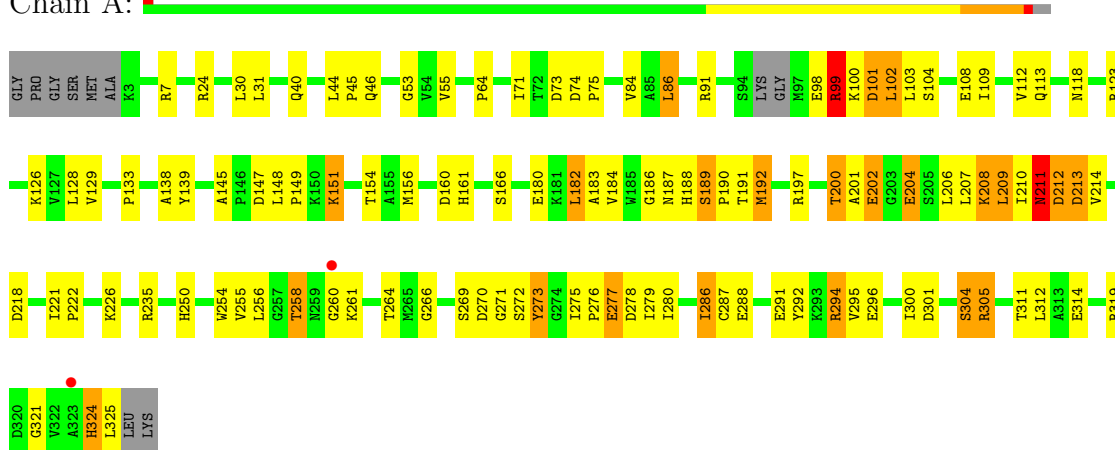 Chain A:
GLY PRO GLY SER MET ALA K3 R7 R24 L30 L31 Q40 L44 P45 Q46 G53 V54 V55 P64 I71 T72 D73 D74 P75 V84 A85 L86 R91 S94 LYS GLY M97 E98 R99 K100 D101 L102 L103 S104 E108 I109 V112 Q113 N118
K126 V127 L128 V129 P133 A138 Y139 A145 P146 D147 L148 P149 K150 K151 T154 A155 M156 D160 H161 S166 E180 K181 L182 A183 V184 W185 G186 N187 H188 S189 P190 T191 M192 R197 T200 A201 E202 G203 E204 S205 L206 L207 K208 L209 I210 N211 D212 D213 V214
D218 I221 P222 K226 R235 H250 W254 V255 L256 G257 T258 N259 G260 K261 T264 M265 G266 S269 D270 G271 S272 Y273 G274 I275 P276 E277 D278 I279 I280 I286 C287 E288 E291 Y292 K293 R294 V295 E296 I300 D301 S304 R305 T311 L312 A313 E314
D320 G321 V322 A323 H324 L325 LEU LYS